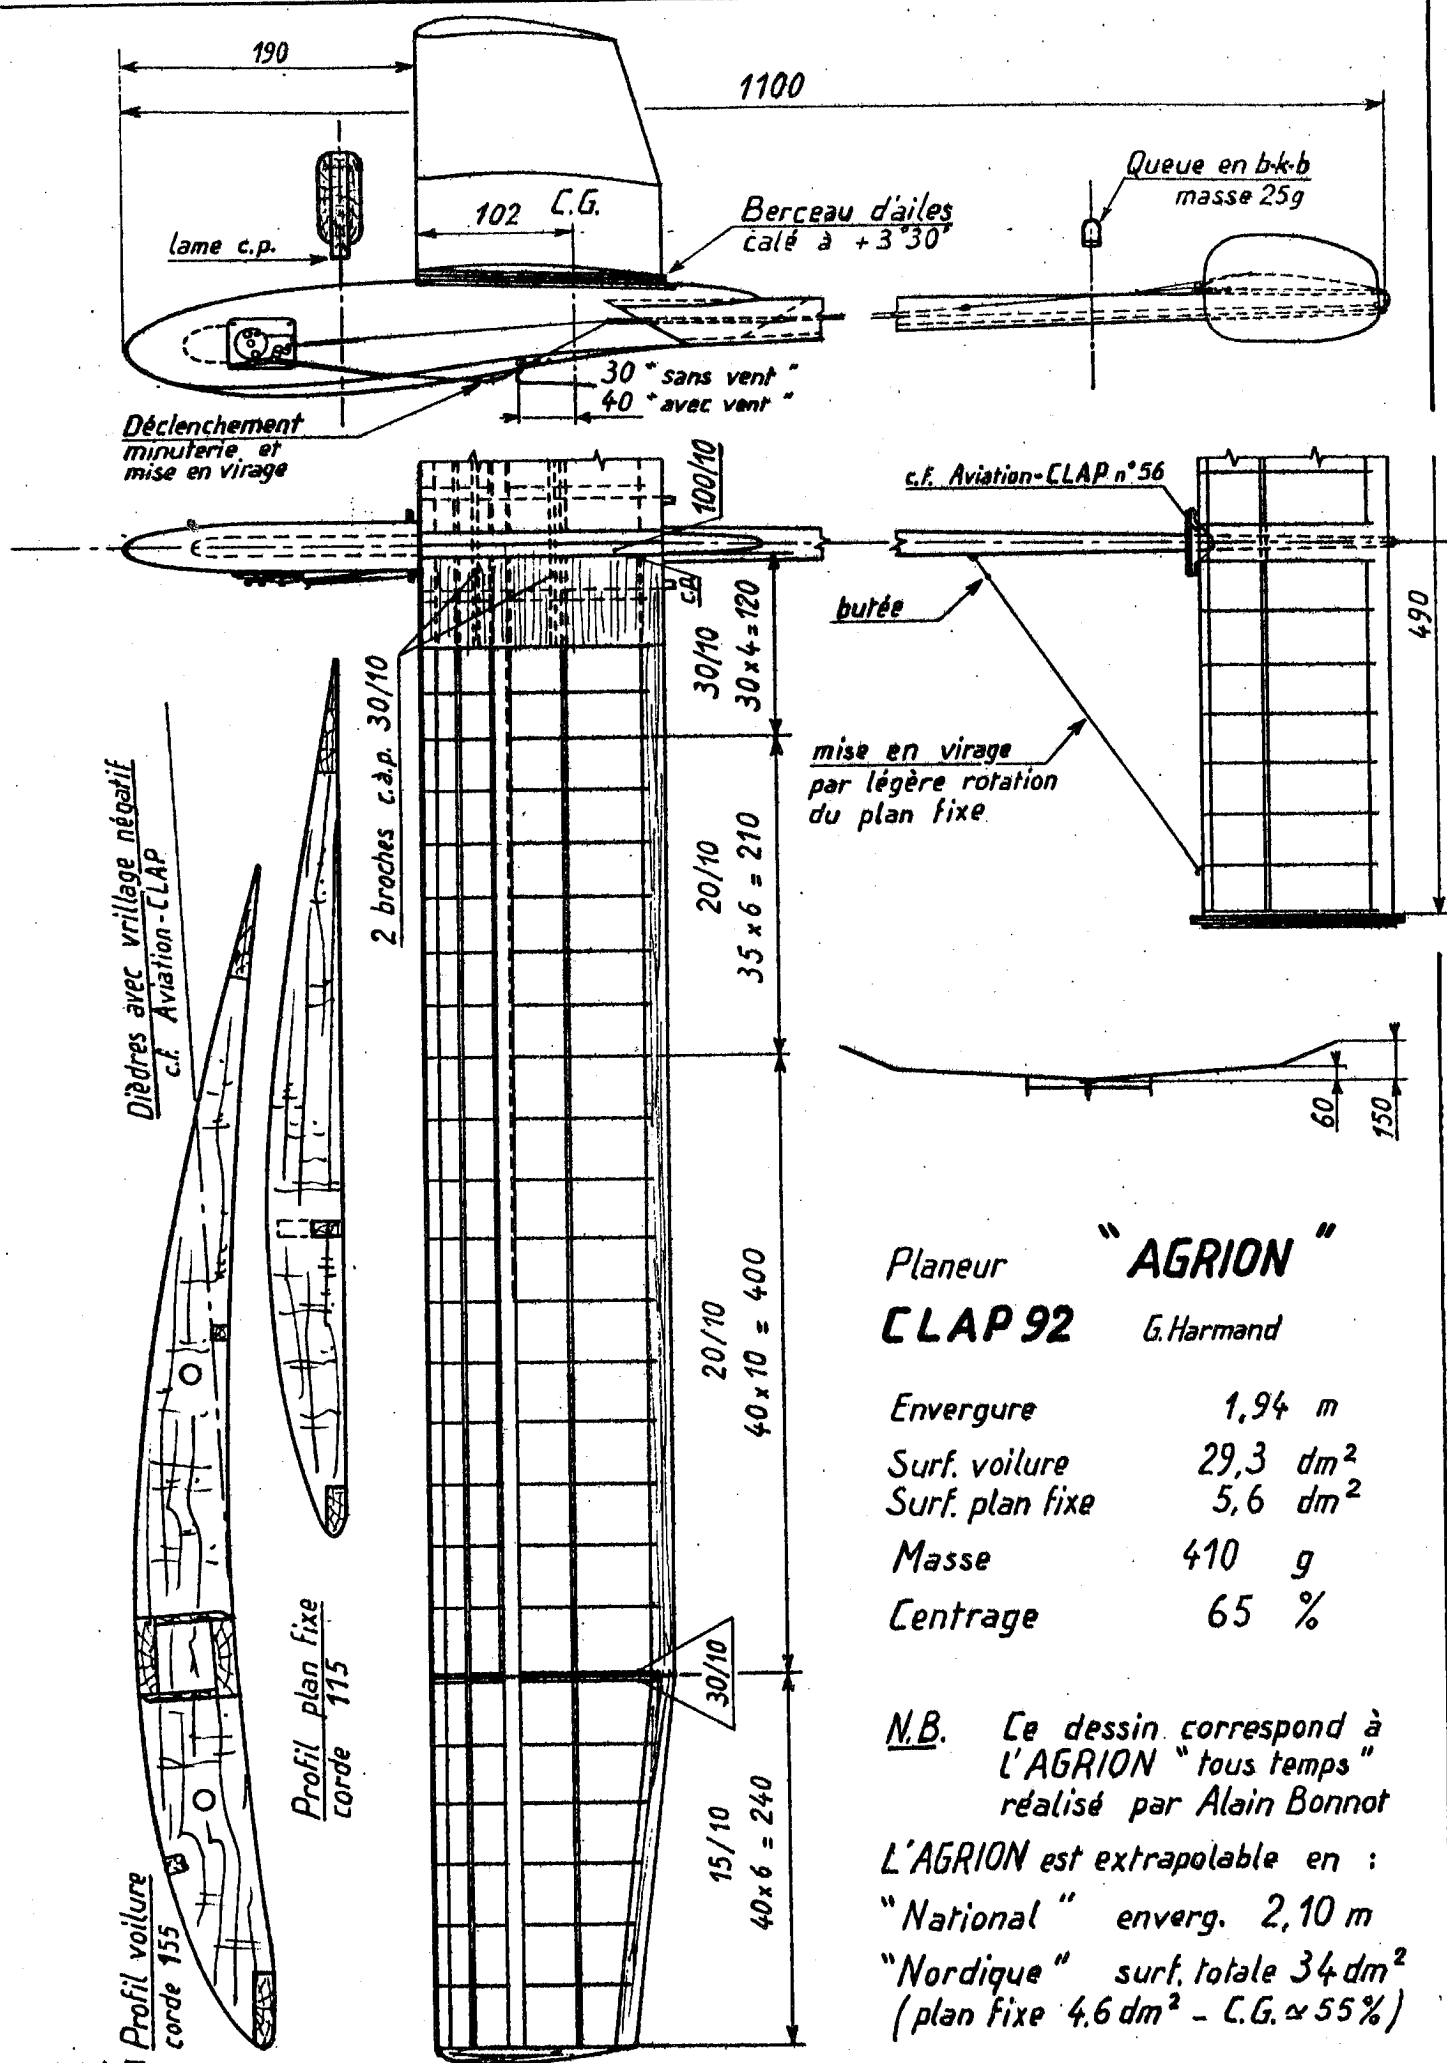 190
1100
Queue en b-k-b
masse 25g
102
C.G.
Berceau d'ailes
calé à + 3°30'
lame c.p.
30 "sans vent"
40 "avec vent"
Déclenchement
minuterie et
mise en virage
100/10
c.f. Aviation-CLAP n° 56
c.p.
butée
490
30/10
30 x 4 = 120
2 broches c.à.p. 30/10
mise en virage
par légère rotation
du plan fixe
20/10
35 x 6 = 210
Dièdres avec vrillage négatif
c.f. Aviation-CLAP
60
150
20/10
40 x 10 = 400
Planeur "AGRION"
CLAP 92 G. Harmand
Envergure 1,94 m
Surf. voilure 29,3 dm²
Surf. plan fixe 5,6 dm²
Masse 410 g
Centrage 65 %
Profil plan fixe
corde 115
30/10
N.B. Ce dessin correspond à
L'AGRION "tous temps"
réalisé par Alain Bonnot
15/10
40 x 6 = 240
L'AGRION est extrapolable en :
"National" enverg. 2,10 m
"Nordique" surf. totale 34 dm²
(plan fixe 4.6 dm² - C.G. ≃ 55%)
Profil voilure
corde 155